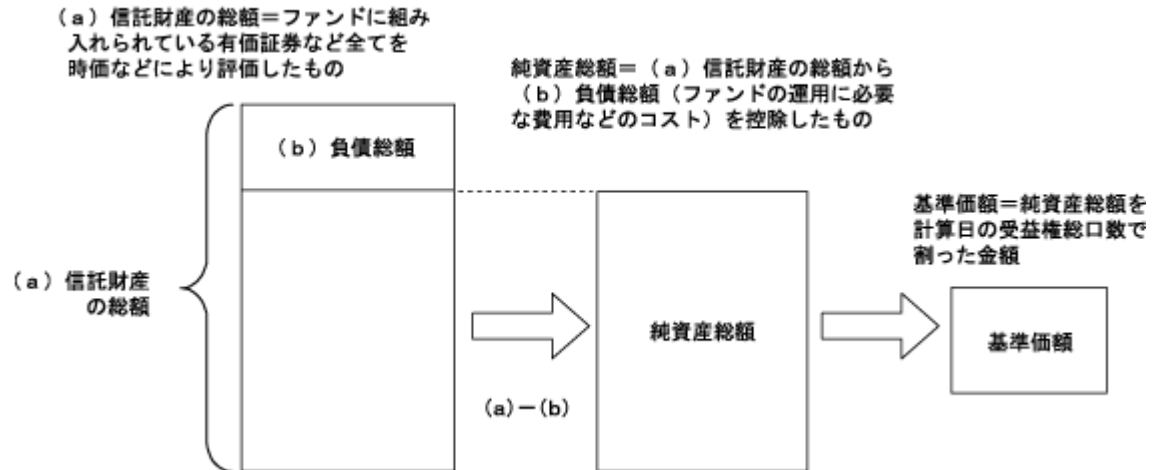 （ａ）信託財産の総額＝ファンドに組み
入れられている有価証券など全てを
時価などにより評価したもの
純資産総額＝（ａ）信託財産の総額から
（ｂ）負債総額（ファンドの運用に必要
な費用などのコスト）を控除したもの
（ｂ）負債総額
基準価額＝純資産総額を
計算日の受益権総口数で
割った金額
（ａ）信託財産
の総額
純資産総額
基準価額
(a)－(b)